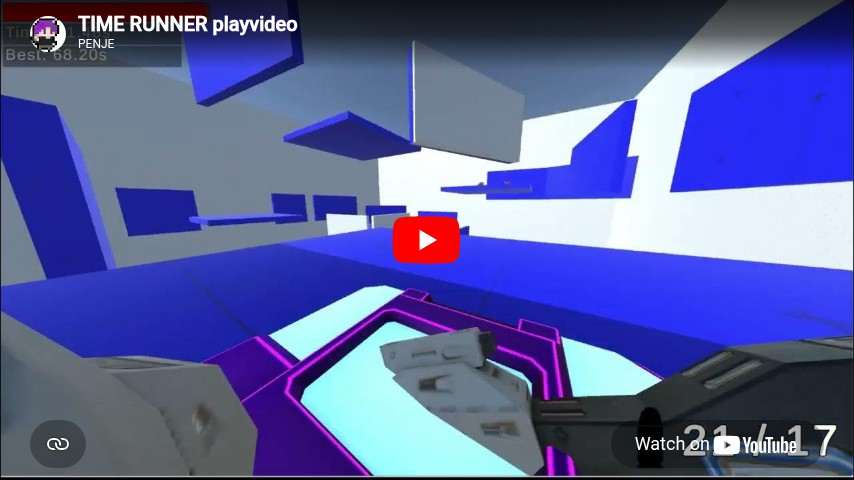 TIME RUNNER playvideo
PENJE
Best: 68.20s
21 / 17
Watch on YouTube